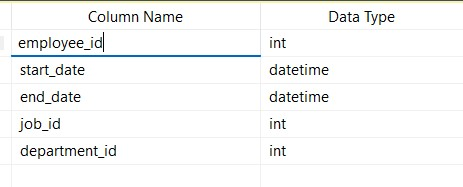 Column Name Data Type
employee_id int
start_date datetime
end_date datetime
job_id int
department_id int